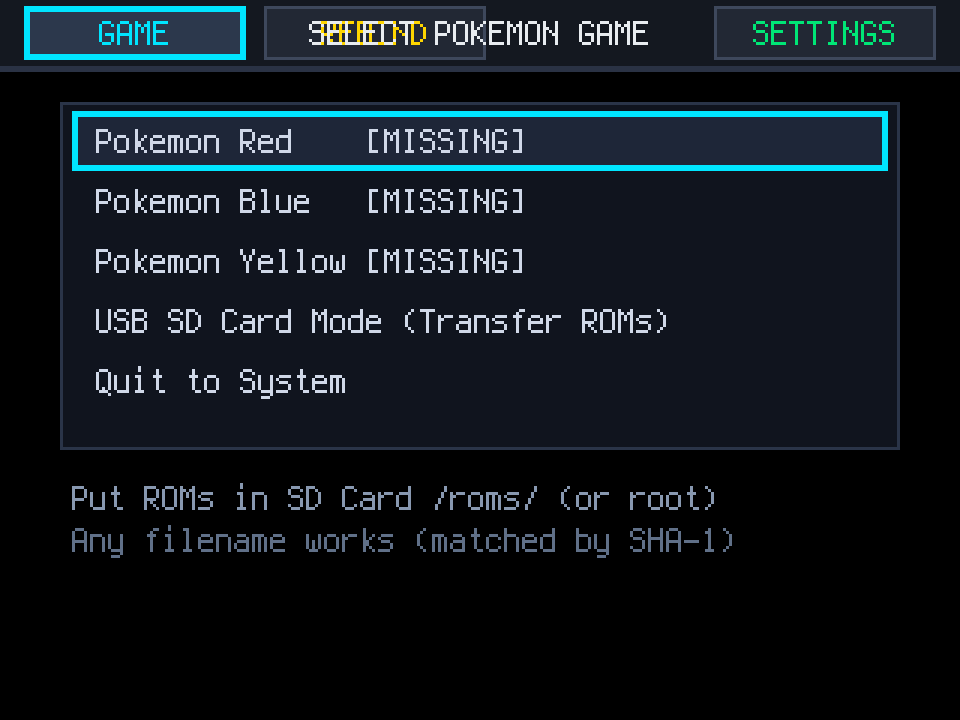 GAME
SELECT POKEMON GAME
SETTINGS
Pokemon Red [MISSING]
Pokemon Blue [MISSING]
Pokemon Yellow [MISSING]
USB SD Card Mode (Transfer ROMs)
Quit to System
Put ROMs in SD Card /roms/ (or root)
Any filename works (matched by SHA-1)